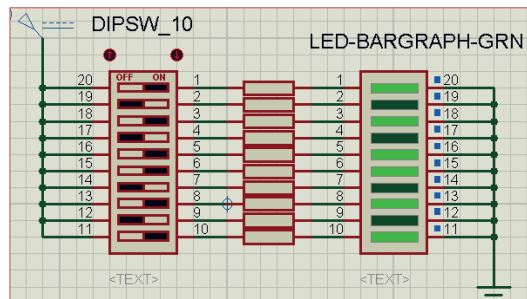 DIPSW_10
LED-BARGRAPH-GRN
OFF ON
20 1 1 20
19 2 2 19
18 3 3 18
17 4 4 17
16 5 5 16
15 6 6 15
14 7 7 14
13 8 8 13
12 9 9 12
11 10 10 11
<TEXT> <TEXT>